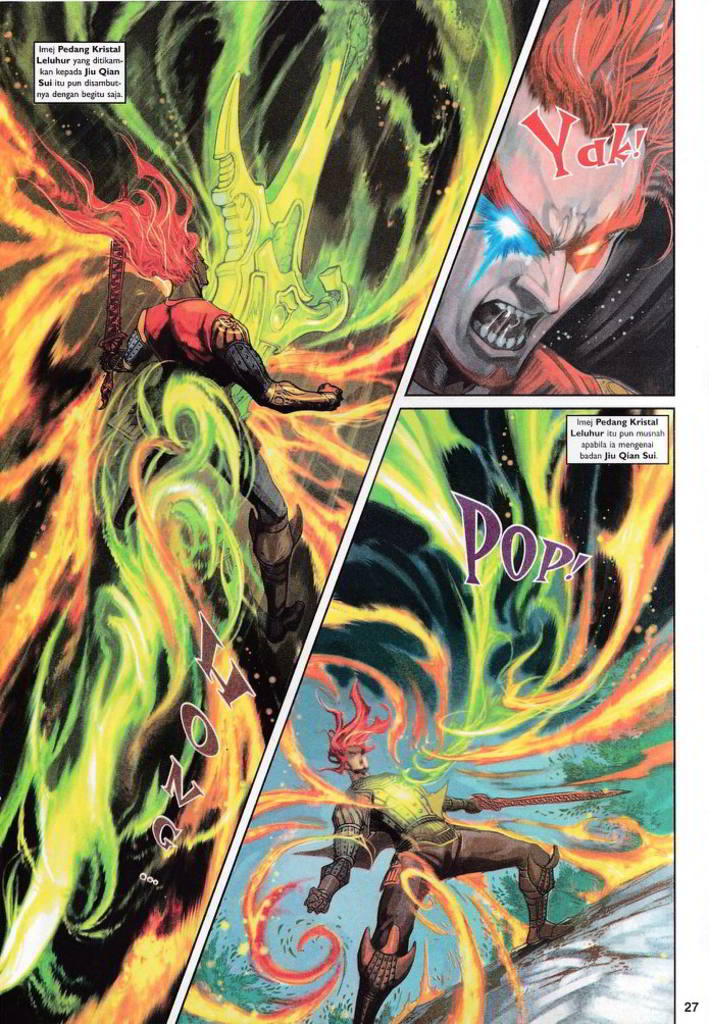 Imej Pedang Kristal
Leluhur yang ditikam-
kan kepada Jiu Qian
Sui itu pun disambut-
nya dengan begitu saja.
Yak!
HONG...
Imej Pedang Kristal
Leluhur itu pun musnah
apabila ia mengenai
badan Jiu Qian Sui.
POP!
27